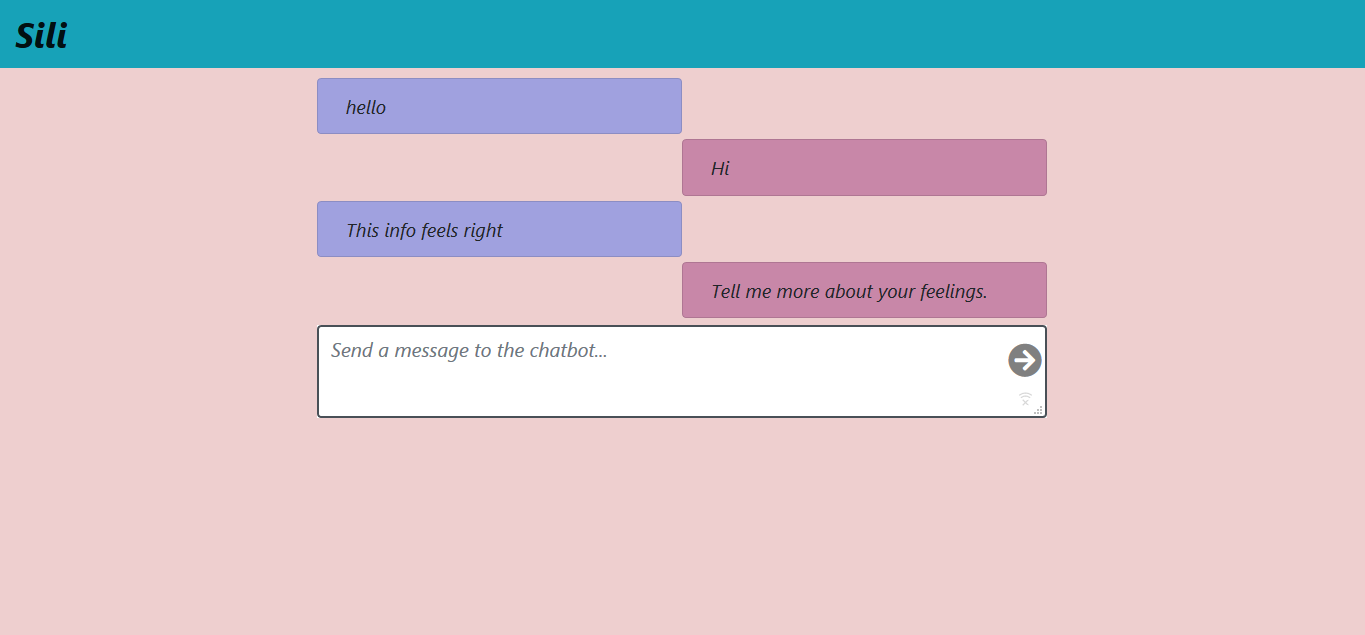 Sili
hello
Hi
This info feels right
Tell me more about your feelings.
Send a message to the chatbot...